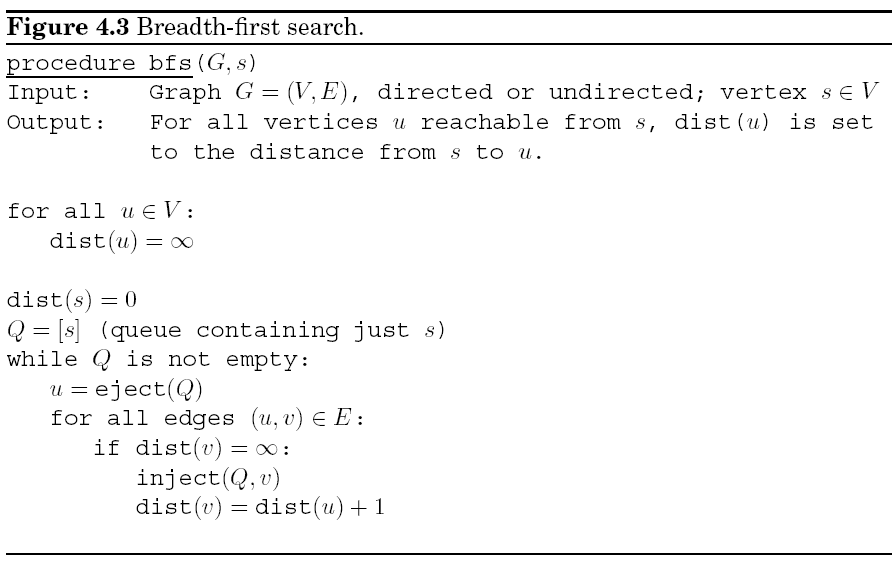 Figure 4.3 Breadth-first search.
procedure bfs(G, s)
Input: Graph G = (V, E), directed or undirected; vertex s ∈ V
Output: For all vertices u reachable from s, dist(u) is set
to the distance from s to u.
for all u ∈ V:
dist(u) = ∞
dist(s) = 0
Q = [s] (queue containing just s)
while Q is not empty:
u = eject(Q)
for all edges (u, v) ∈ E:
if dist(v) = ∞:
inject(Q, v)
dist(v) = dist(u) + 1